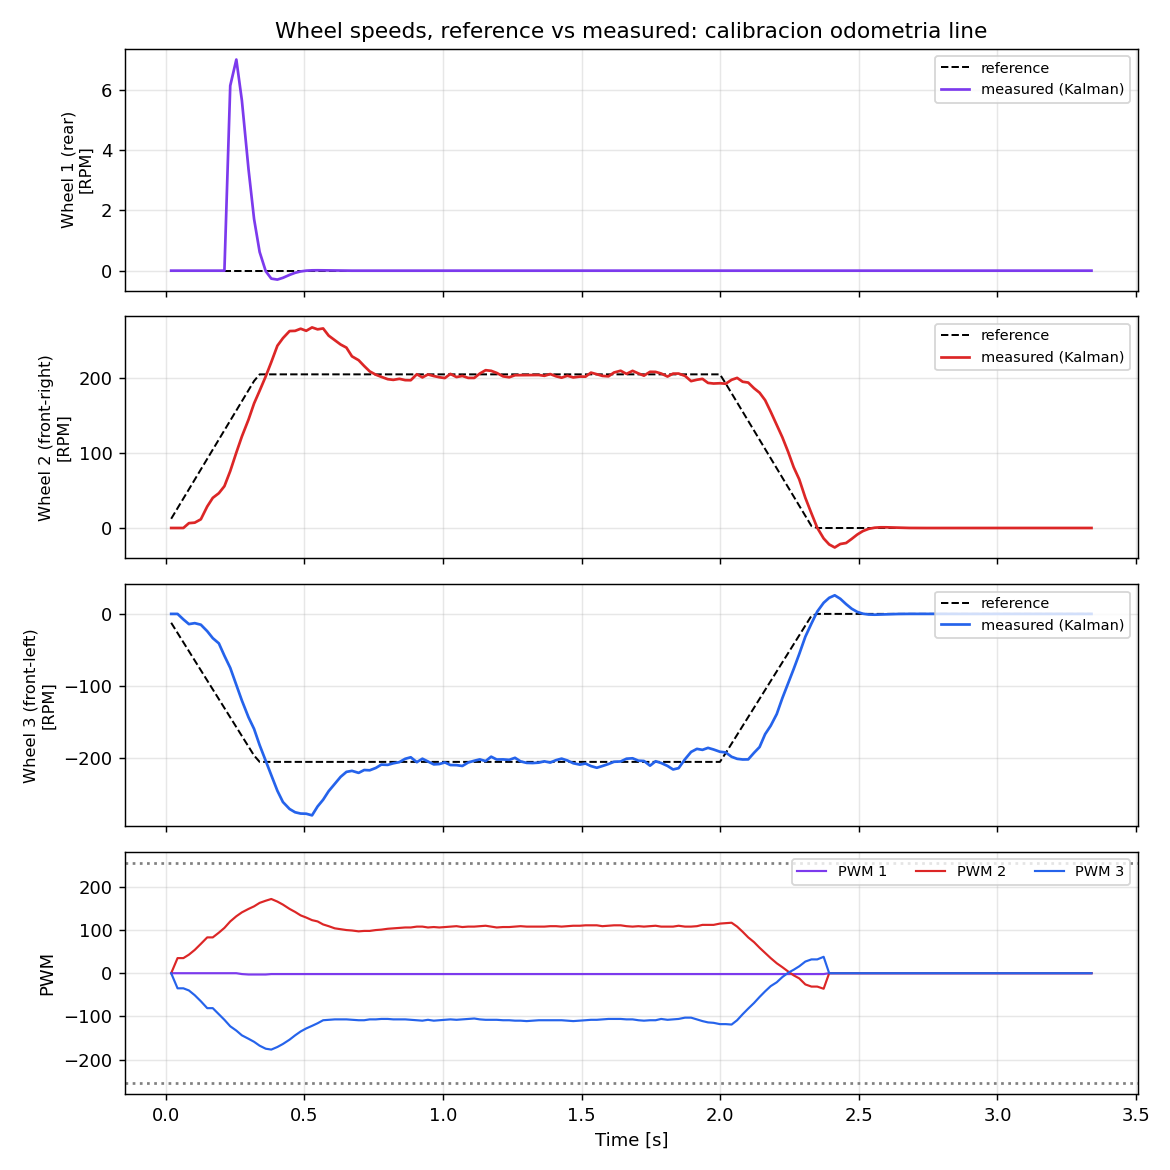 Wheel speeds, reference vs measured: calibracion odometria line
Wheel 1 (rear)
[RPM]
6
4
2
0
reference
measured (Kalman)
Wheel 2 (front-right)
[RPM]
200
100
0
reference
measured (Kalman)
Wheel 3 (front-left)
[RPM]
0
−100
−200
reference
measured (Kalman)
PWM
200
100
0
−100
−200
PWM 1
PWM 2
PWM 3
0.0
0.5
1.0
1.5
2.0
2.5
3.0
3.5
Time [s]